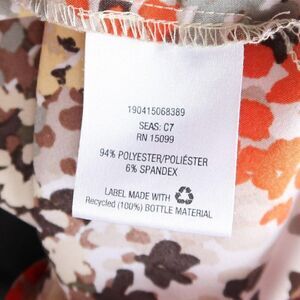 190415068389
SEAS: C7
RN 15099
94% POLYESTER/POLIÉSTER
6% SPANDEX
LABEL MADE WITH
Recycled (100%) BOTTLE MATERIAL